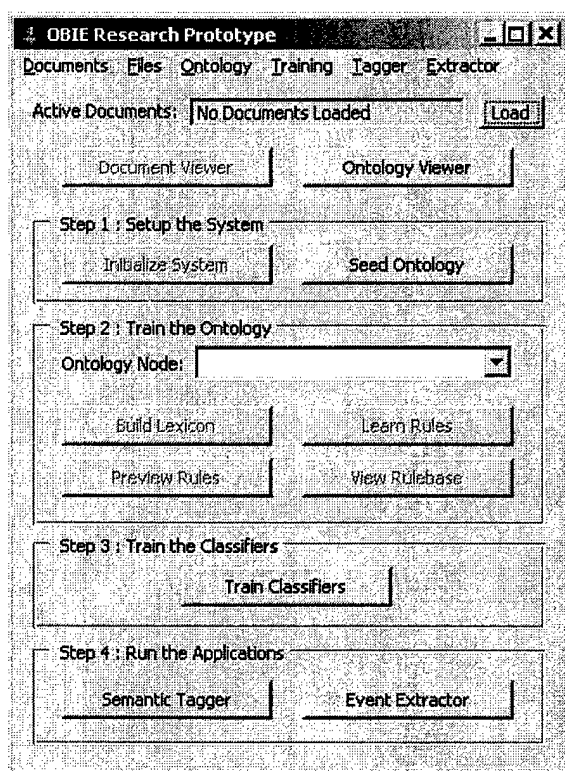 OBIE Research Prototype
Documents Files Ontology Training Tagger Extractor
Active Documents: No Documents Loaded Load
Document Viewer Ontology Viewer
Step 1 : Setup the System
Initialize System Seed Ontology
Step 2 : Train the Ontology
Ontology Node:
Build Lexicon Learn Rules
Preview Rules View Rulebase
Step 3 : Train the Classifiers
Train Classifiers
Step 4 : Run the Applications
Semantic Tagger Event Extractor